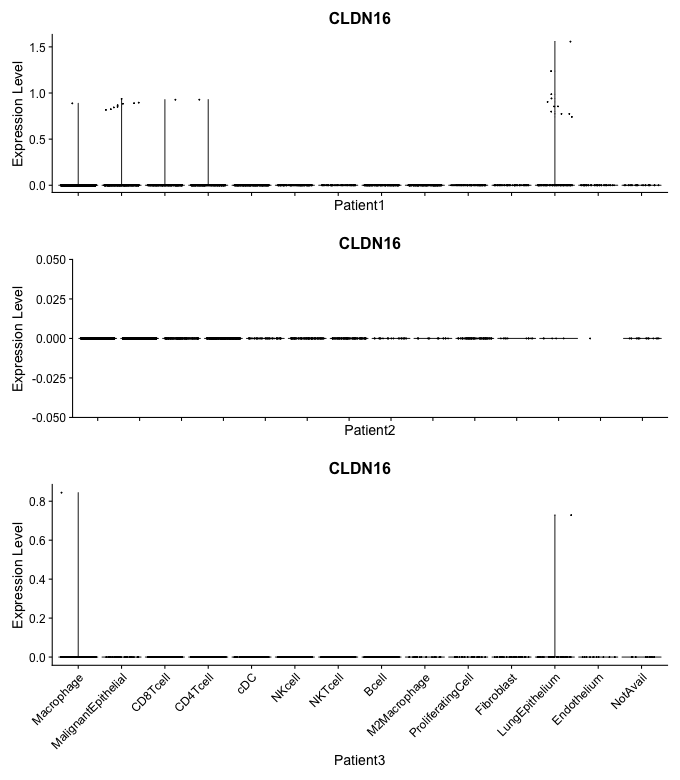 CLDN16
Expression Level
1.5
1.0
0.5
0.0
Patient1
CLDN16
Expression Level
0.050
0.025
0.000
-0.025
-0.050
Patient2
CLDN16
Expression Level
0.8
0.6
0.4
0.2
0.0
Macrophage
MalignantEpithelial
CD8Tcell
CD4Tcell
cDC
NKcell
NKTcell
Bcell
M2Macrophage
ProliferatingCell
Fibroblast
LungEpithelium
Endothelium
NotAvail
Patient3